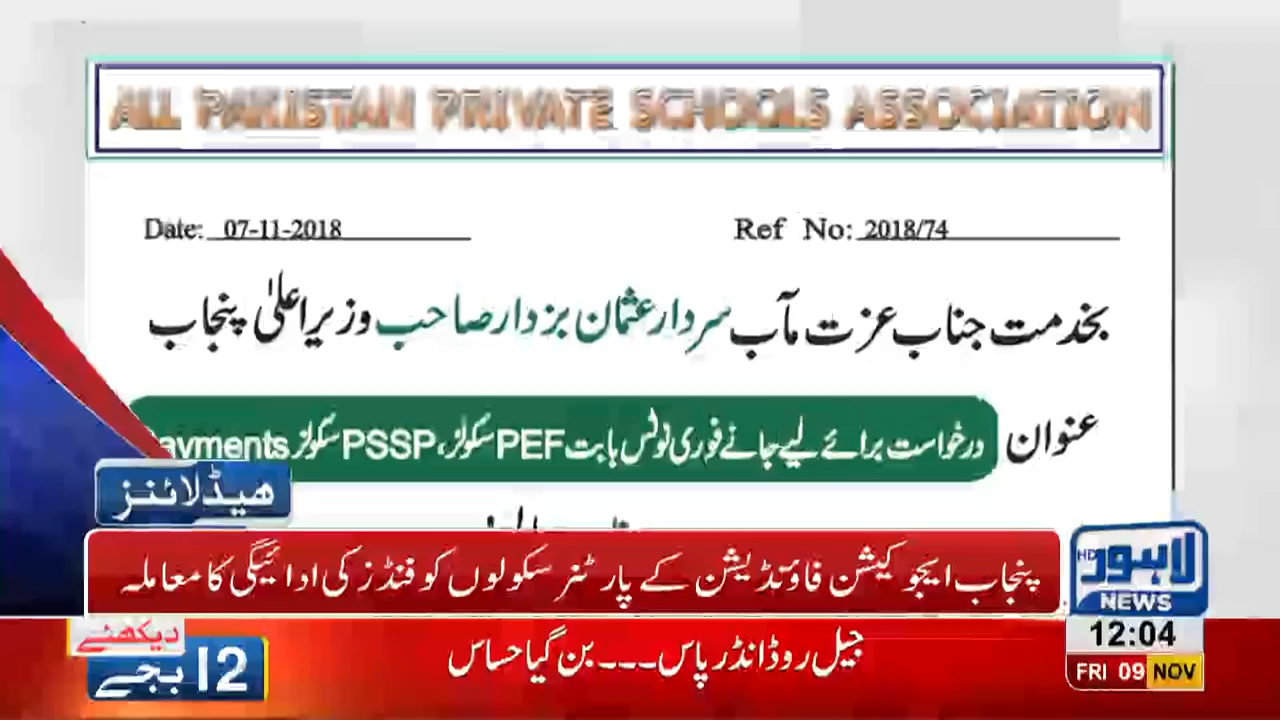 ALL PAKISTAN PRIVATE SCHOOLS ASSOCIATION
Date: 07-11-2018 Ref No: 2018/74
بخدمت جناب عزت مآب سردار عثمان بزدار صاحب وزیراعلیٰ پنجاب
عنوان درخواست برائے لیے جانے فوری نوٹس بابت PEF سکولز، PSSP سکولز ayments
ھیڈلائنز
پنجاب ایجوکیشن فاؤنڈیشن کے پارٹنر سکولوں کو فنڈز کی ادائیگی کا معاملہ
HD لاہور
NEWS
دیکھئے
12 بجے
جیل روڈ انڈر پاس ۔۔۔ بن گیا حساس
12:04
FRI 09 NOV